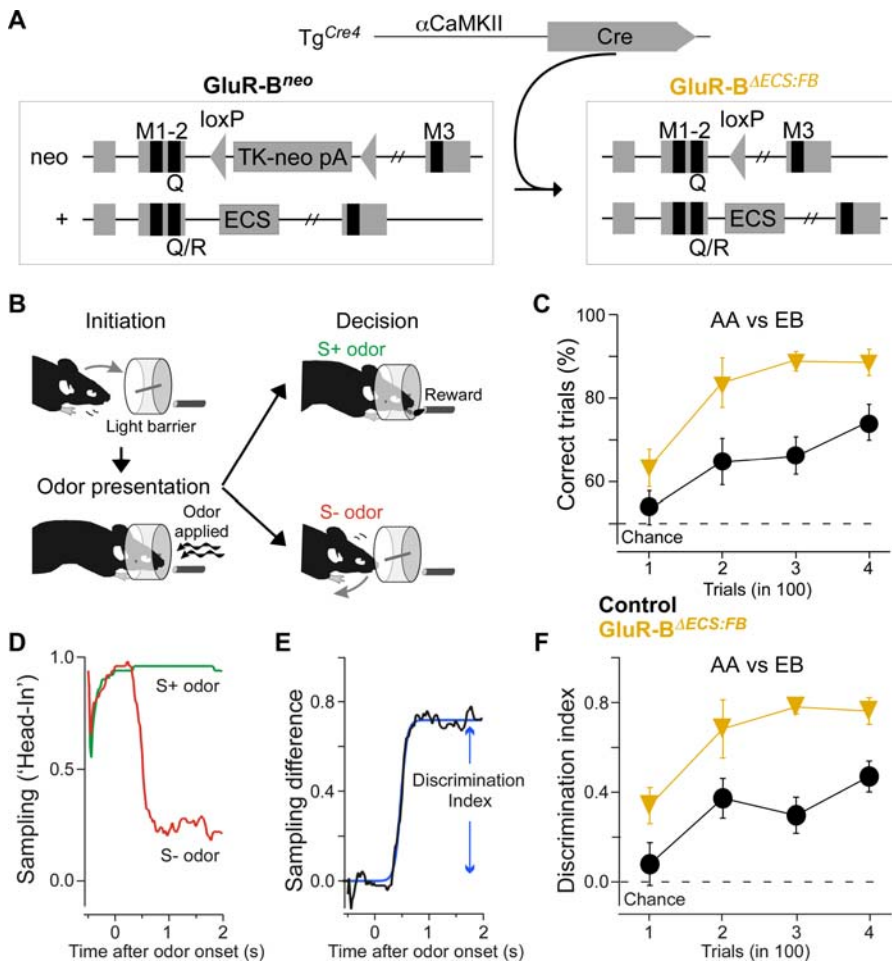 A
Tg^Cre4
αCaMKII
Cre
GluR-B^neo
GluR-B^ΔECS:FB
neo
M1-2
loxP
TK-neo pA
M3
Q
+
ECS
Q/R
M1-2
loxP
M3
Q
ECS
Q/R
B
Initiation
Light barrier
Odor presentation
Odor applied
Decision
S+ odor
Reward
S- odor
C
AA vs EB
Correct trials (%)
100
80
60
Chance
1 2 3 4
Trials (in 100)
Control
GluR-B^ΔECS:FB
D
Sampling ('Head-In')
1.0
0.5
0.0
S+ odor
S- odor
0 1 2
Time after odor onset (s)
E
Sampling difference
0.8
0.4
0.0
Discrimination
Index
0 1 2
Time after odor onset (s)
F
AA vs EB
Discrimination index
0.8
0.4
0.0
Chance
1 2 3 4
Trials (in 100)